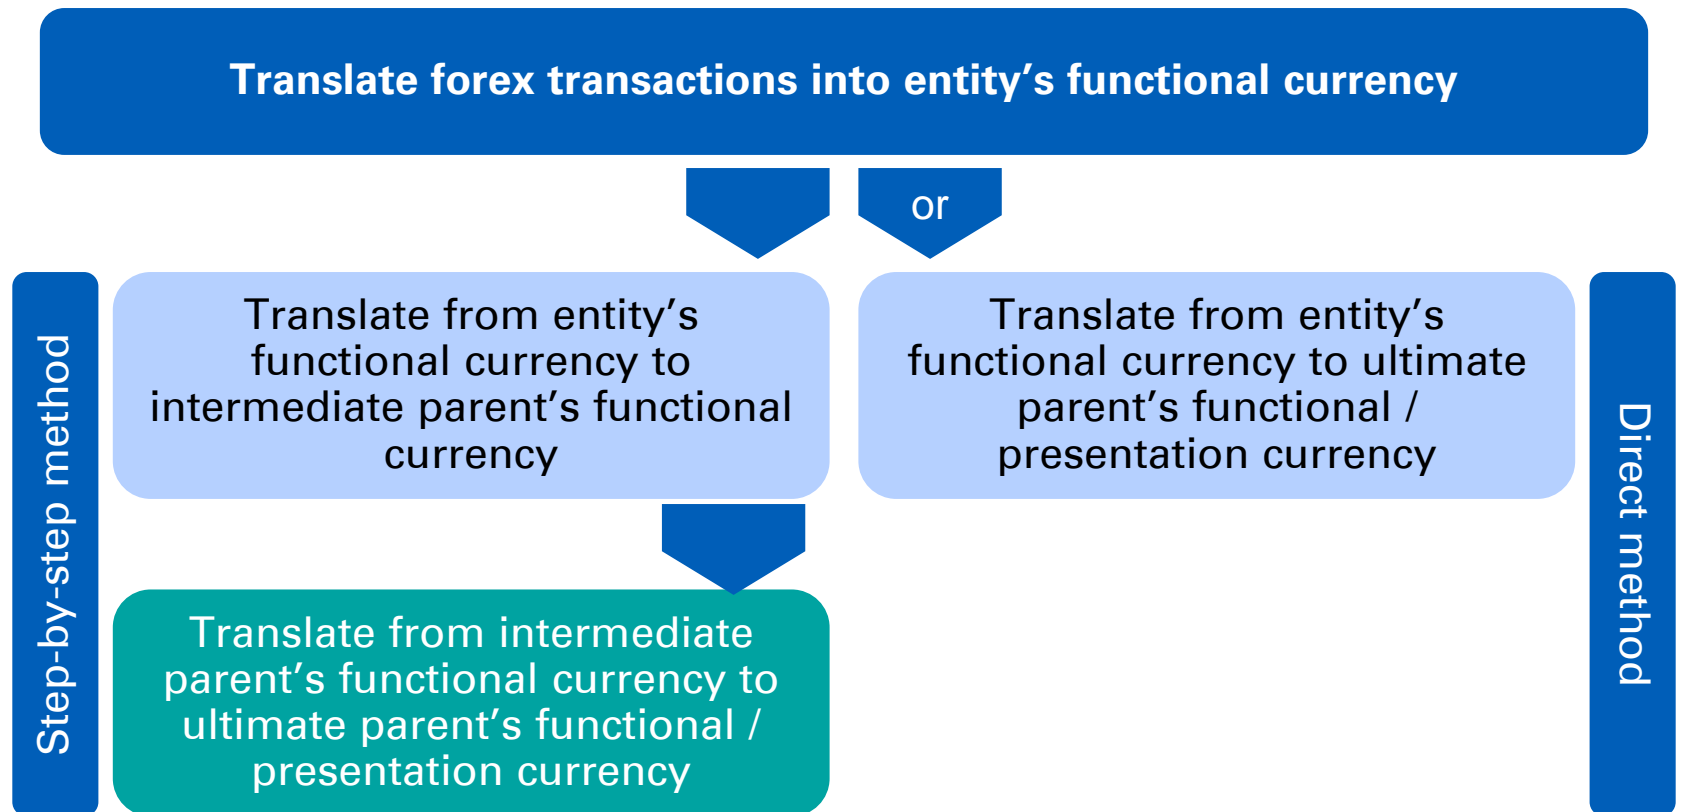 Translate forex transactions into entity’s functional currency
or
Step-by-step method
Translate from entity’s
functional currency to
intermediate parent’s functional
currency
Translate from entity’s
functional currency to ultimate
parent’s functional /
presentation currency
Direct method
Translate from intermediate
parent’s functional currency to
ultimate parent’s functional /
presentation currency